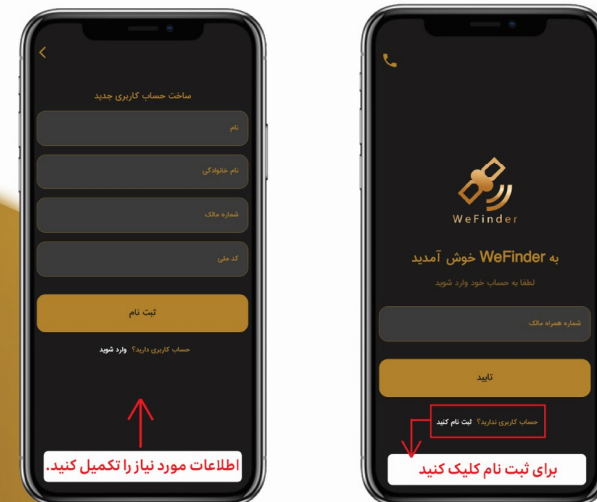 WeFinder
به WeFinder خوش آمدید
لطفا به حساب خود وارد شوید
شماره همراه مالک
تایید
حساب کاربری ندارید؟ ثبت نام کنید
برای ثبت نام کلیک کنید
ساخت حساب کاربری جدید
نام
نام خانوادگی
شماره مالک
کد ملی
ثبت نام
حساب کاربری دارید؟ وارد شوید
اطلاعات مورد نیاز را تکمیل کنید.